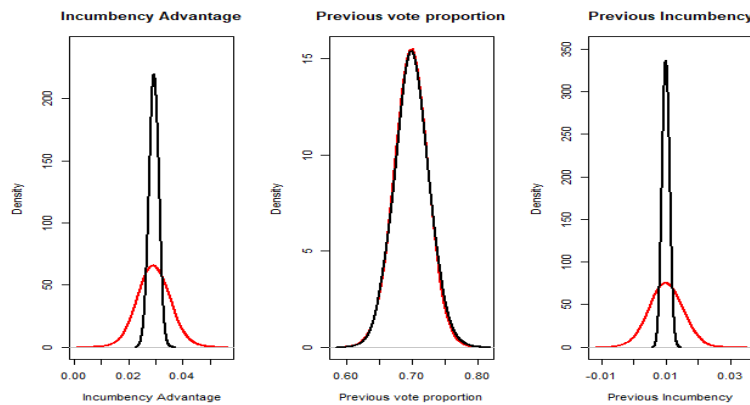 Incumbency Advantage
Density
0
50
100
150
200
0.00
0.02
0.04
Incumbency Advantage
Previous vote proportion
Density
0
5
10
15
0.60
0.70
0.80
Previous vote proportion
Previous Incumbency
Density
0
50
100
150
200
250
300
350
-0.01
0.01
0.03
Previous Incumbency